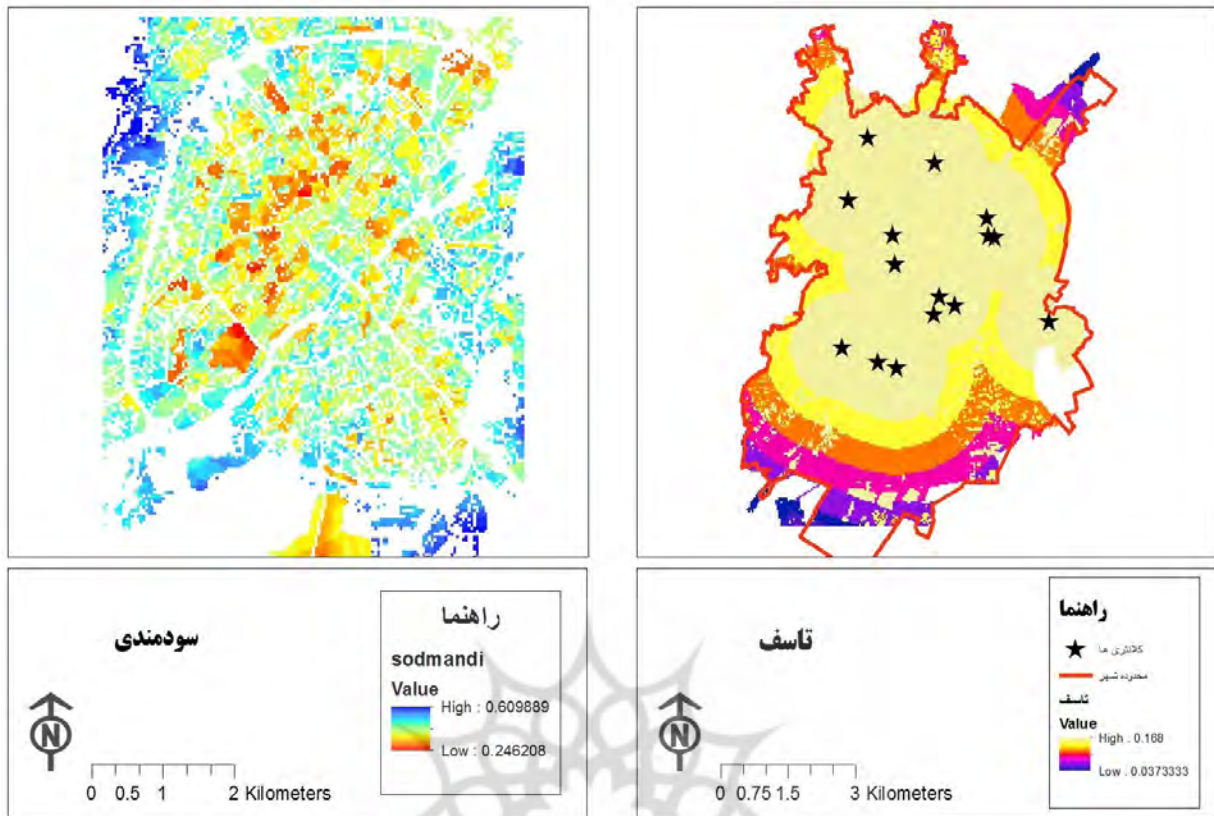 سودمندی
N
0 0.5 1 2 Kilometers
راهنما
sodmandi
Value
High : 0.609889
Low : 0.246208
تاسف
N
0 0.75 1.5 3 Kilometers
راهنما
کلانتری ها
محدوده شهر
تاسف
Value
High : 0.168
Low : 0.0373333